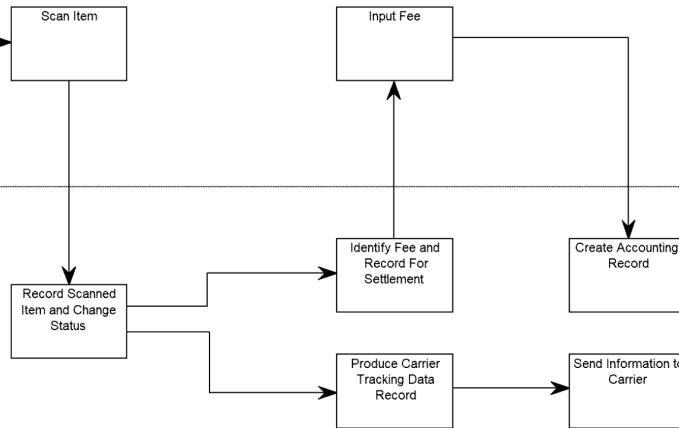 Scan Item
Input Fee
Identify Fee and
Record For
Settlement
Create Accounting
Record
Record Scanned
Item and Change
Status
Produce Carrier
Tracking Data
Record
Send Information to
Carrier